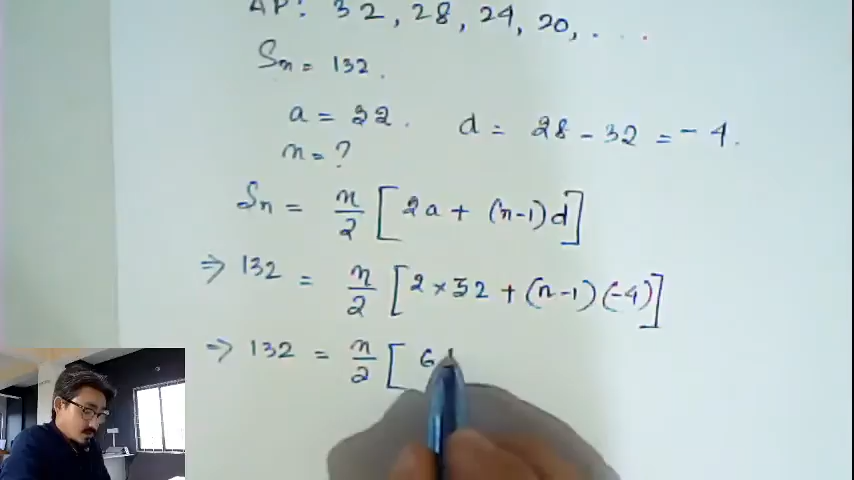 AP: 32, 28, 24, 20, . . .
Sn = 132.
a = 32. d = 28 - 32 = - 4.
n = ?
Sn = n/2 [2a + (n-1)d]
⇒ 132 = n/2 [2 × 32 + (n-1)(-4)]
⇒ 132 = n/2 [ 6